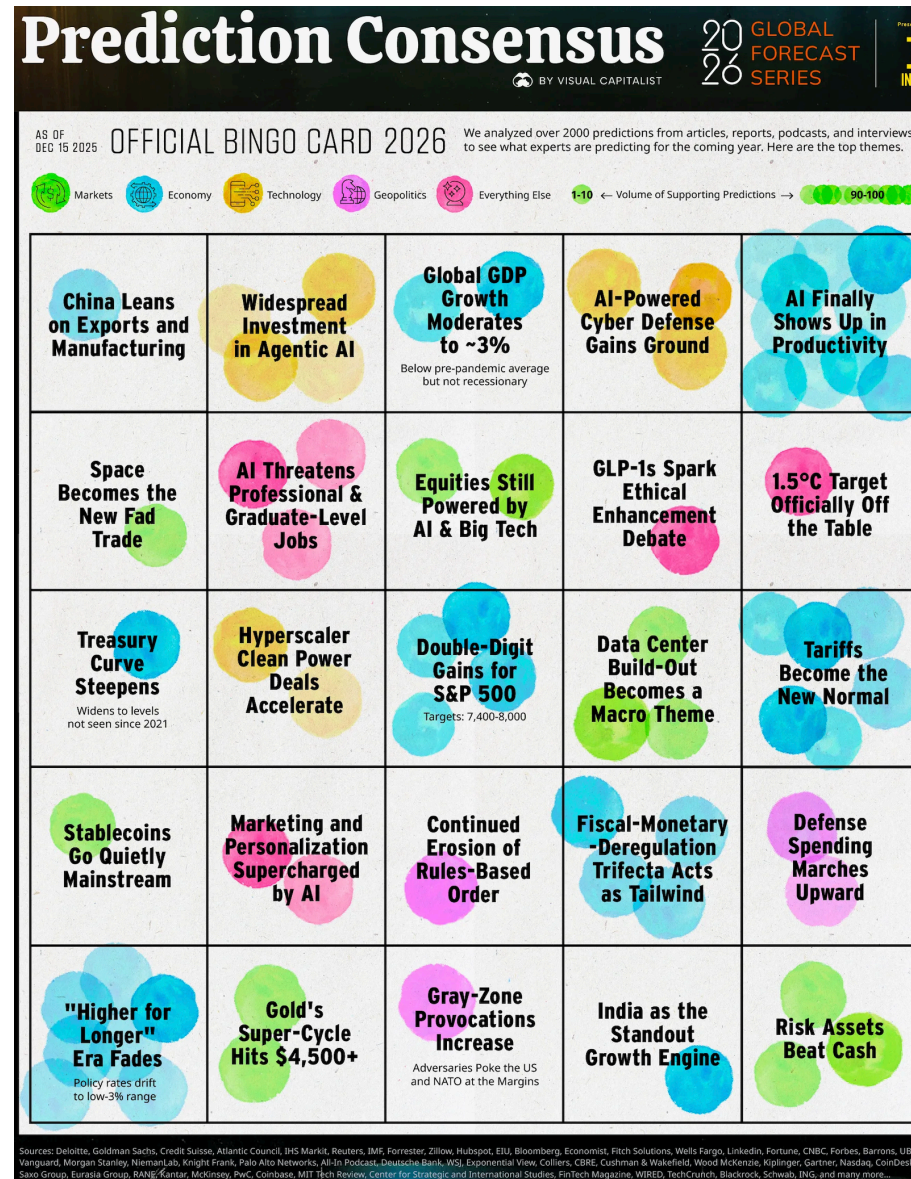 Prediction Consensus
BY VISUAL CAPITALIST
20
26
GLOBAL
FORECAST
SERIES
AS OF
DEC 15 2025
OFFICIAL BINGO CARD 2026
We analyzed over 2000 predictions from articles, reports, podcasts, and interviews
to see what experts are predicting for the coming year. Here are the top themes.
Markets
Economy
Technology
Geopolitics
Everything Else
1-10 ← Volume of Supporting Predictions → 90-100
China Leans
on Exports and
Manufacturing
Widespread
Investment
in Agentic AI
Global GDP
Growth
Moderates
to ~3%
Below pre-pandemic average
but not recessionary
AI-Powered
Cyber Defense
Gains Ground
AI Finally
Shows Up in
Productivity
Space
Becomes the
New Fad
Trade
AI Threatens
Professional &
Graduate-Level
Jobs
Equities Still
Powered by
AI & Big Tech
GLP-1s Spark
Ethical
Enhancement
Debate
1.5°C Target
Officially Off
the Table
Treasury
Curve
Steepens
Widens to levels
not seen since 2021
Hyperscaler
Clean Power
Deals
Accelerate
Double-Digit
Gains for
S&P 500
Targets: 7,400-8,000
Data Center
Build-Out
Becomes a
Macro Theme
Tariffs
Become the
New Normal
Stablecoins
Go Quietly
Mainstream
Marketing and
Personalization
Supercharged
by AI
Continued
Erosion of
Rules-Based
Order
Fiscal-Monetary
-Deregulation
Trifecta Acts
as Tailwind
Defense
Spending
Marches
Upward
"Higher for
Longer"
Era Fades
Policy rates drift
to low-3% range
Gold's
Super-Cycle
Hits $4,500+
Gray-Zone
Provocations
Increase
Adversaries Poke the US
and NATO at the Margins
India as the
Standout
Growth Engine
Risk Assets
Beat Cash
Sources: Deloitte, Goldman Sachs, Credit Suisse, Atlantic Council, IHS Markit, Reuters, IMF, Forrester, Zillow, Hubspot, EIU, Bloomberg, Economist, Fitch Solutions, Wells Fargo, Linkedin, Fortune, CNBC, Forbes, Barrons,
Vanguard, Morgan Stanley, NiemanLab, Knight Frank, Palo Alto Networks, All-In Podcast, Deutsche Bank, WSJ, Exponential View, Colliers, CBRE, Cushman & Wakefield, Wood McKenzie, Kiplinger, Gartner, Nasdaq,
Saxo Group, Eurasia Group, RANE, Kantar, McKinsey, PwC, Coinbase, MIT Tech Review, Center for Strategic and International Studies, FinTech Magazine, WIRED, TechCrunch, Blackrock, Schwab, ING, and many more...